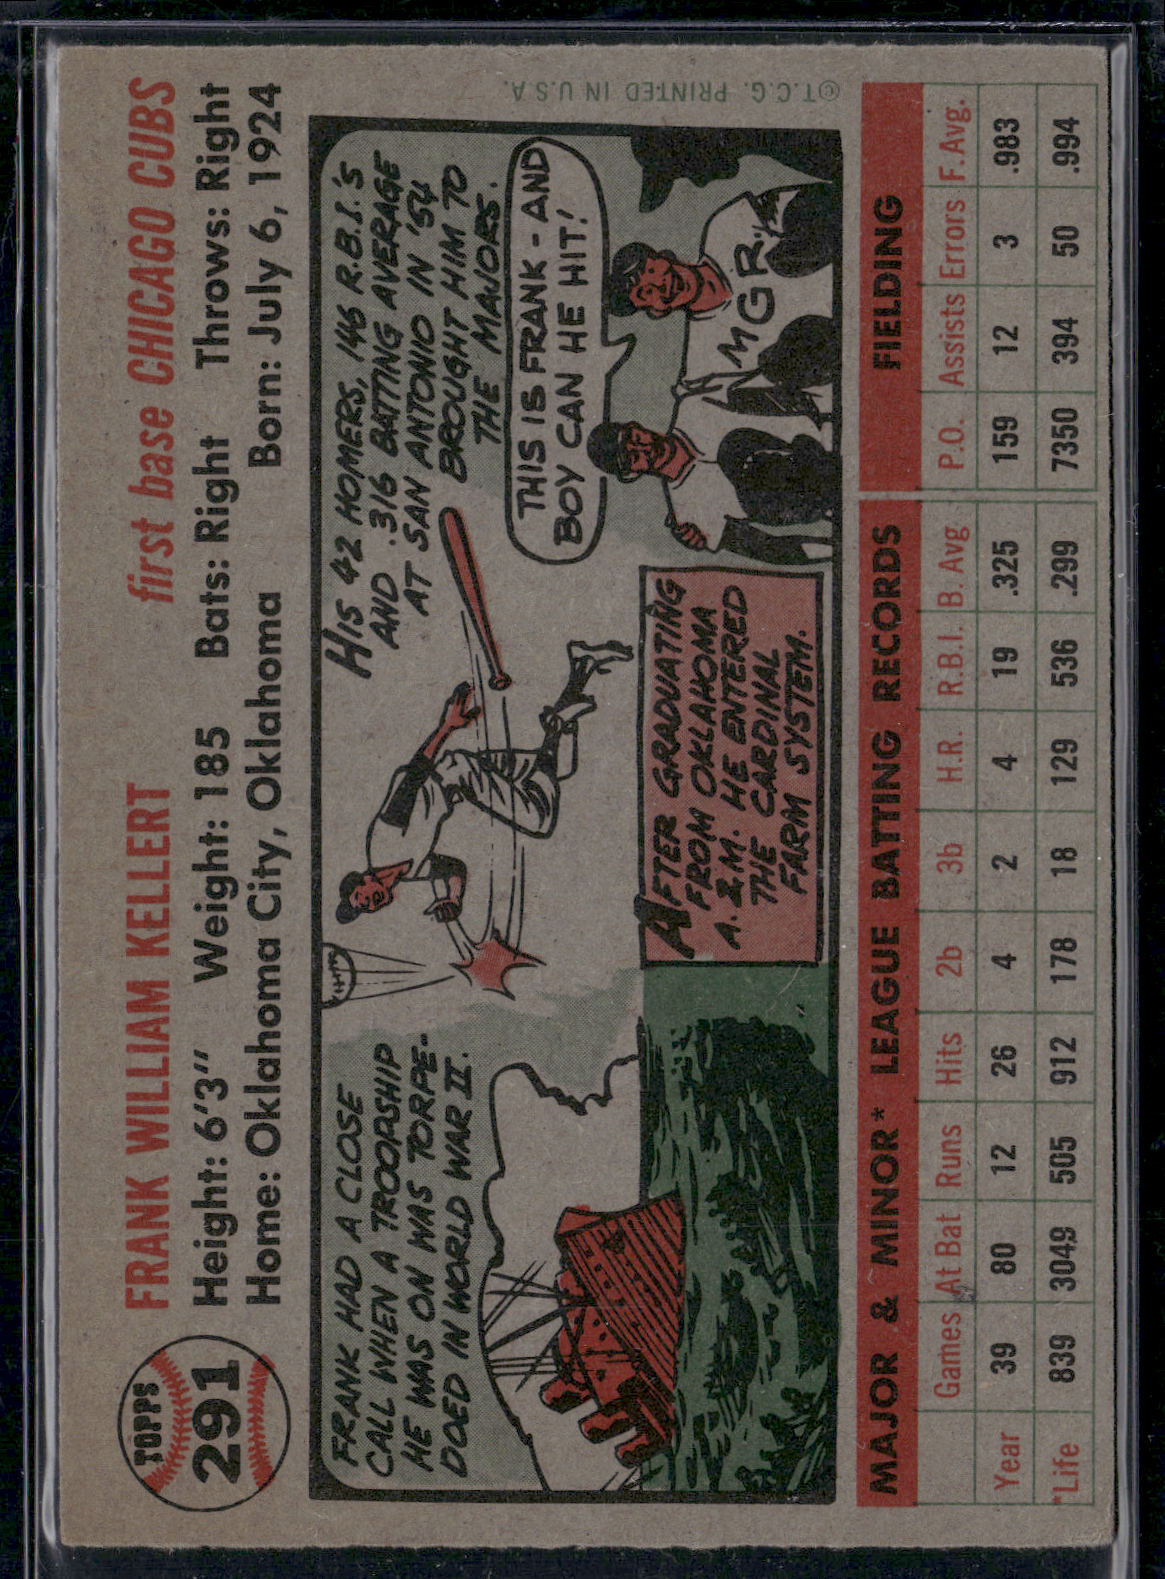 TOPPS
291
FRANK WILLIAM KELLERT first base CHICAGO CUBS
Height: 6'3" Weight: 185 Bats: Right Throws: Right
Home: Oklahoma City, Oklahoma Born: July 6, 1924
FRANK HAD A CLOSE
CALL WHEN A TROOPSHIP
HE WAS ON WAS TORPE-
DOED IN WORLD WAR II.
HIS 42 HOMERS, 146 R.B.I.'S
AND .316 BATTING AVERAGE
AT SAN ANTONIO IN '54
BROUGHT HIM TO
THE MAJORS.
THIS IS FRANK - AND
BOY CAN HE HIT!
MGR.
AFTER GRADUATING
FROM OKLAHOMA
A. & M. HE ENTERED
THE CARDINAL
FARM SYSTEM.
© T.C.G. PRINTED IN U.S.A.
MAJOR & MINOR* LEAGUE BATTING RECORDS FIELDING
Games At Bat Runs Hits 2b 3b H.R. R.B.I. B. Avg P.O. Assists Errors F. Avg.
Year 39 80 12 26 4 2 4 19 .325 159 12 3 .983
*Life 839 3049 505 912 178 18 129 536 .299 7350 394 50 .994